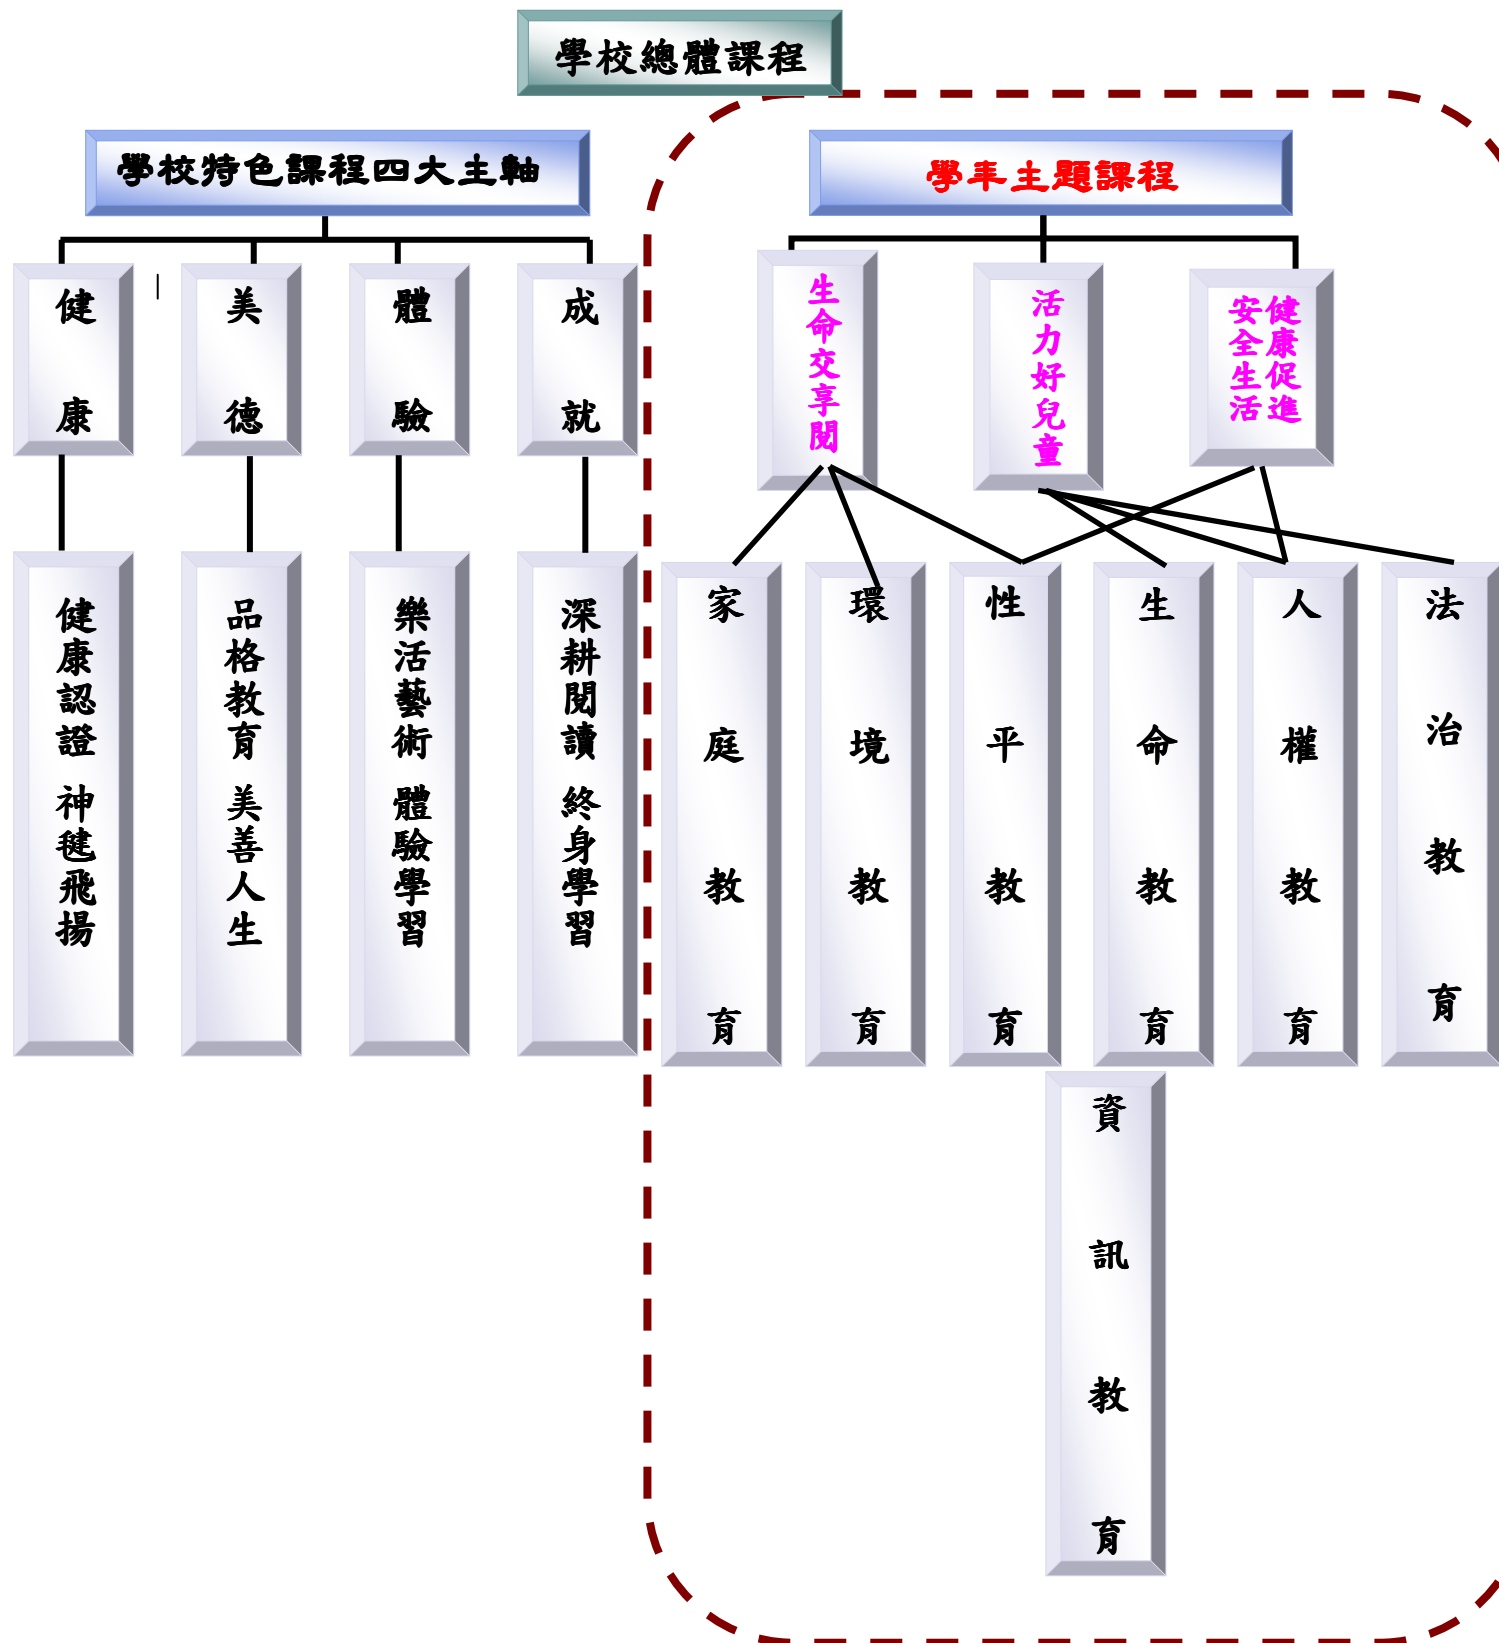 學校總體課程
學校特色課程四大主軸
學年主題課程
健康
美德
體驗
成就
生命交享閱
活力好兒童
健康促進
安全生活
健康認證 神毽飛揚
品格教育 美善人生
樂活藝術 體驗學習
深耕閱讀 終身學習
家庭教育
環境教育
性平教育
生命教育
人權教育
法治教育
資訊教育